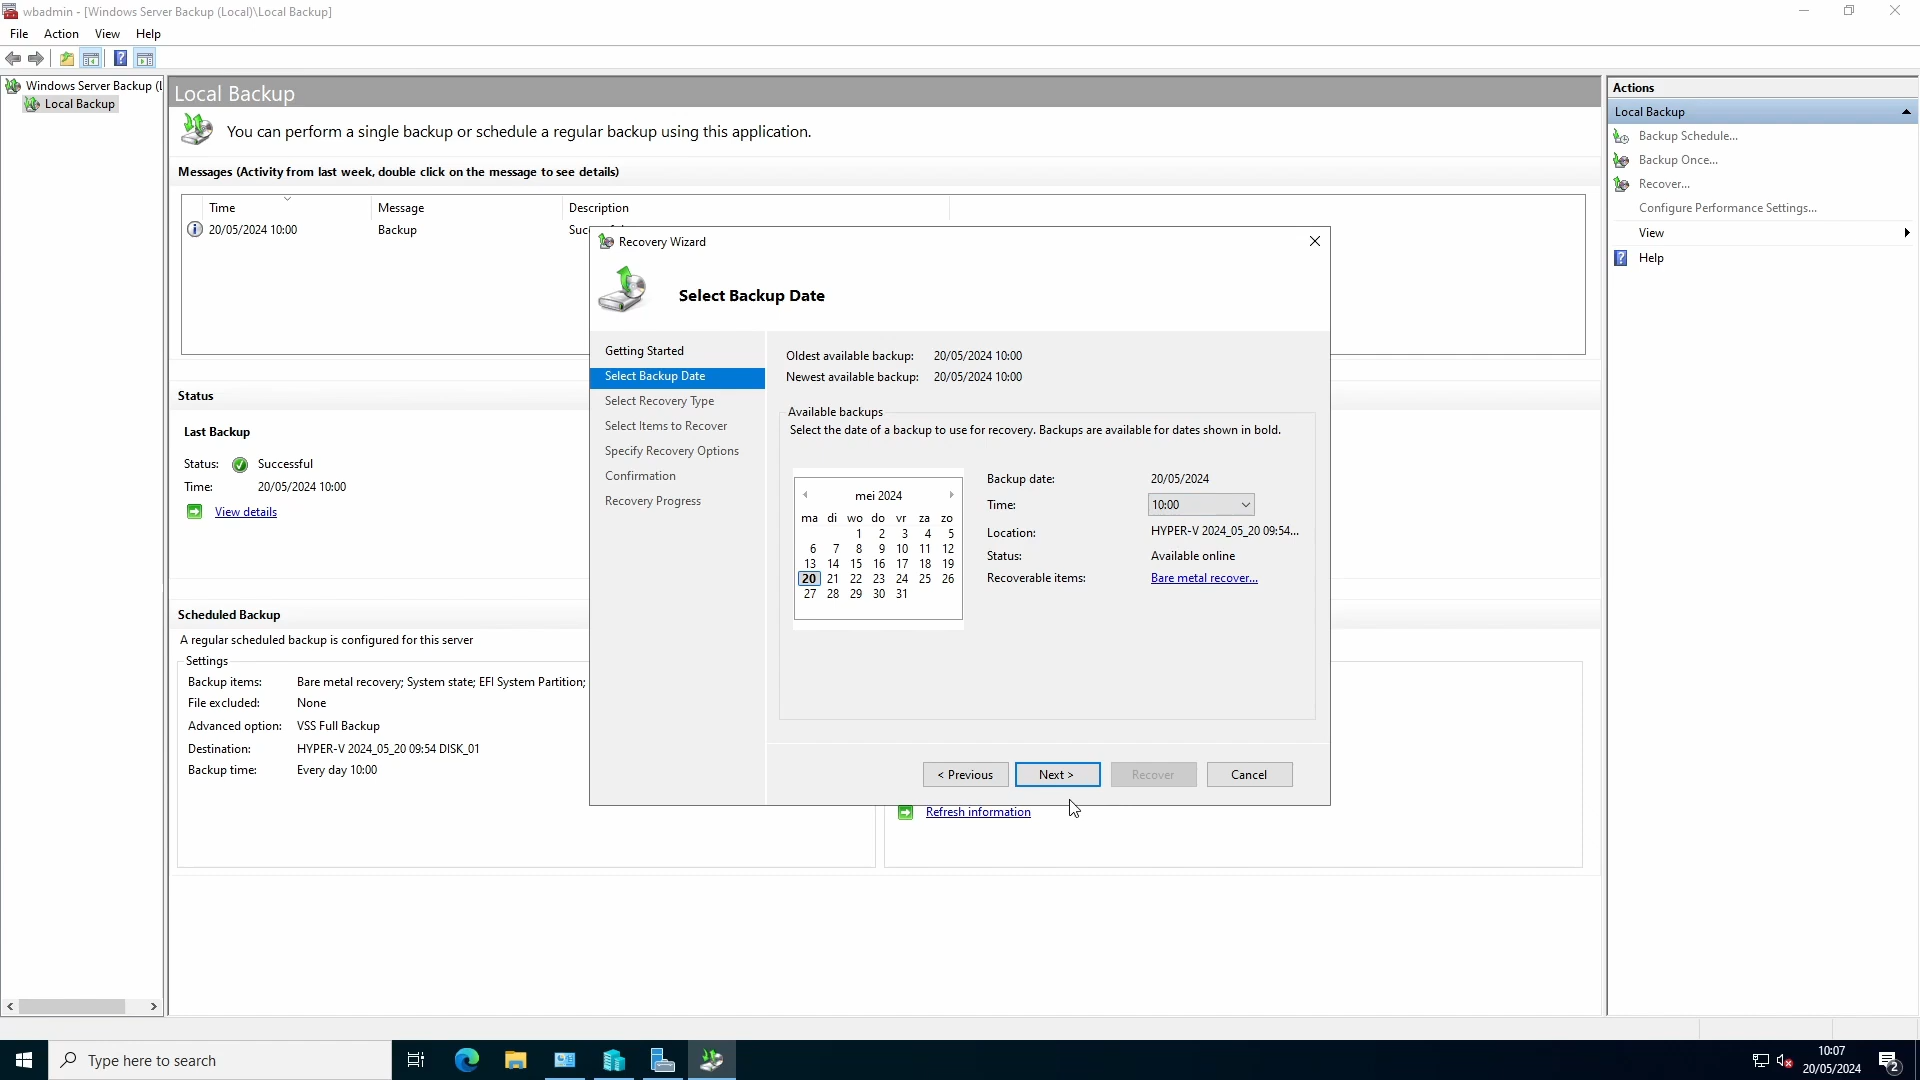 wbadmin - [Windows Server Backup (Local)\Local Backup]
File Action View Help
Windows Server Backup (L
Local Backup
Local Backup
You can perform a single backup or schedule a regular backup using this application.
Messages (Activity from last week, double click on the message to see details)
Time Message Description
20/05/2024 10:00 Backup
Status
Last Backup
Status: Successful
Time: 20/05/2024 10:00
View details
Scheduled Backup
A regular scheduled backup is configured for this server
Settings
Backup items: Bare metal recovery; System state; EFI System Partition;
File excluded: None
Advanced option: VSS Full Backup
Destination: HYPER-V 2024_05_20 09:54 DISK_01
Backup time: Every day 10:00
Refresh information
Recovery Wizard
Select Backup Date
Getting Started
Select Backup Date
Select Recovery Type
Select Items to Recover
Specify Recovery Options
Confirmation
Recovery Progress
Oldest available backup: 20/05/2024 10:00
Newest available backup: 20/05/2024 10:00
Available backups
Select the date of a backup to use for recovery. Backups are available for dates shown in bold.
mei 2024
ma di wo do vr za zo
1 2 3 4 5
6 7 8 9 10 11 12
13 14 15 16 17 18 19
20 21 22 23 24 25 26
27 28 29 30 31
Backup date: 20/05/2024
Time: 10:00
Location: HYPER-V 2024_05_20 09:54...
Status: Available online
Recoverable items: Bare metal recover...
< Previous Next > Recover Cancel
Actions
Local Backup
Backup Schedule...
Backup Once...
Recover...
Configure Performance Settings...
View
Help
Type here to search
10:07
20/05/2024
2